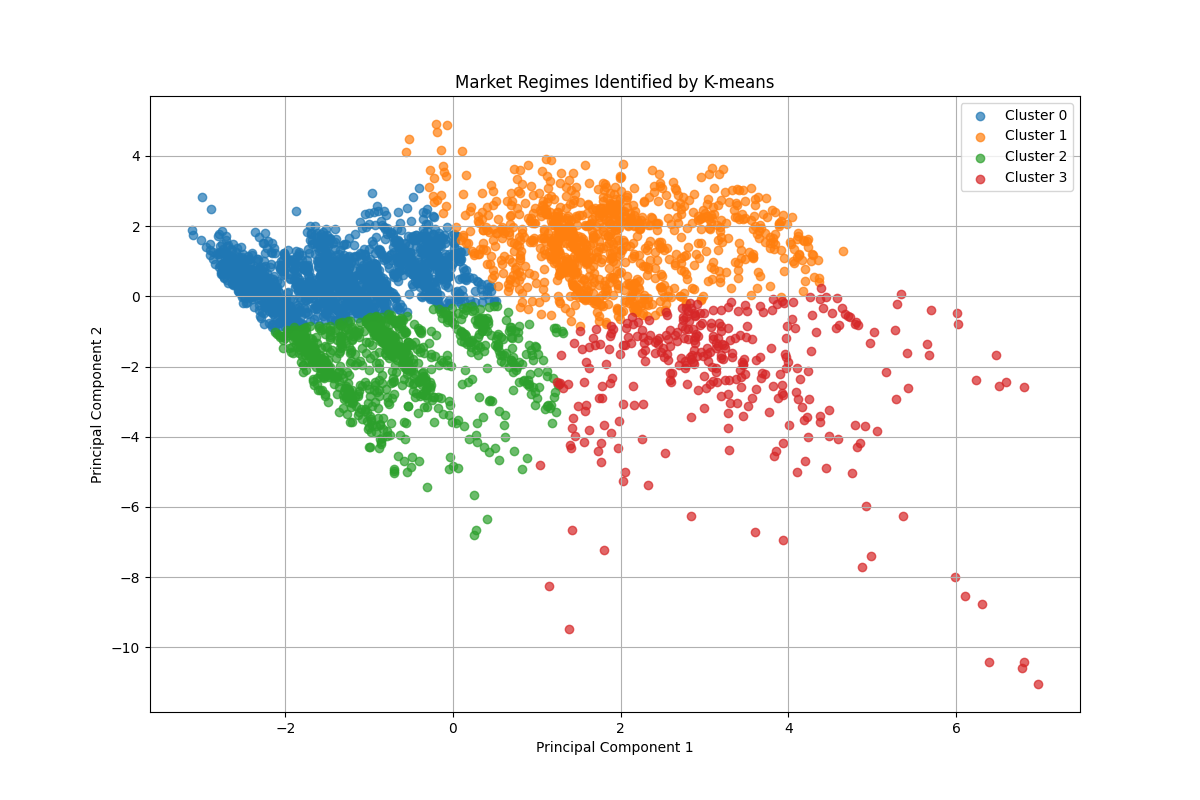 Market Regimes Identified by K-means
Cluster 0
Cluster 1
Cluster 2
Cluster 3
4
2
0
−2
−4
−6
−8
−10
Principal Component 2
−2
0
2
4
6
Principal Component 1